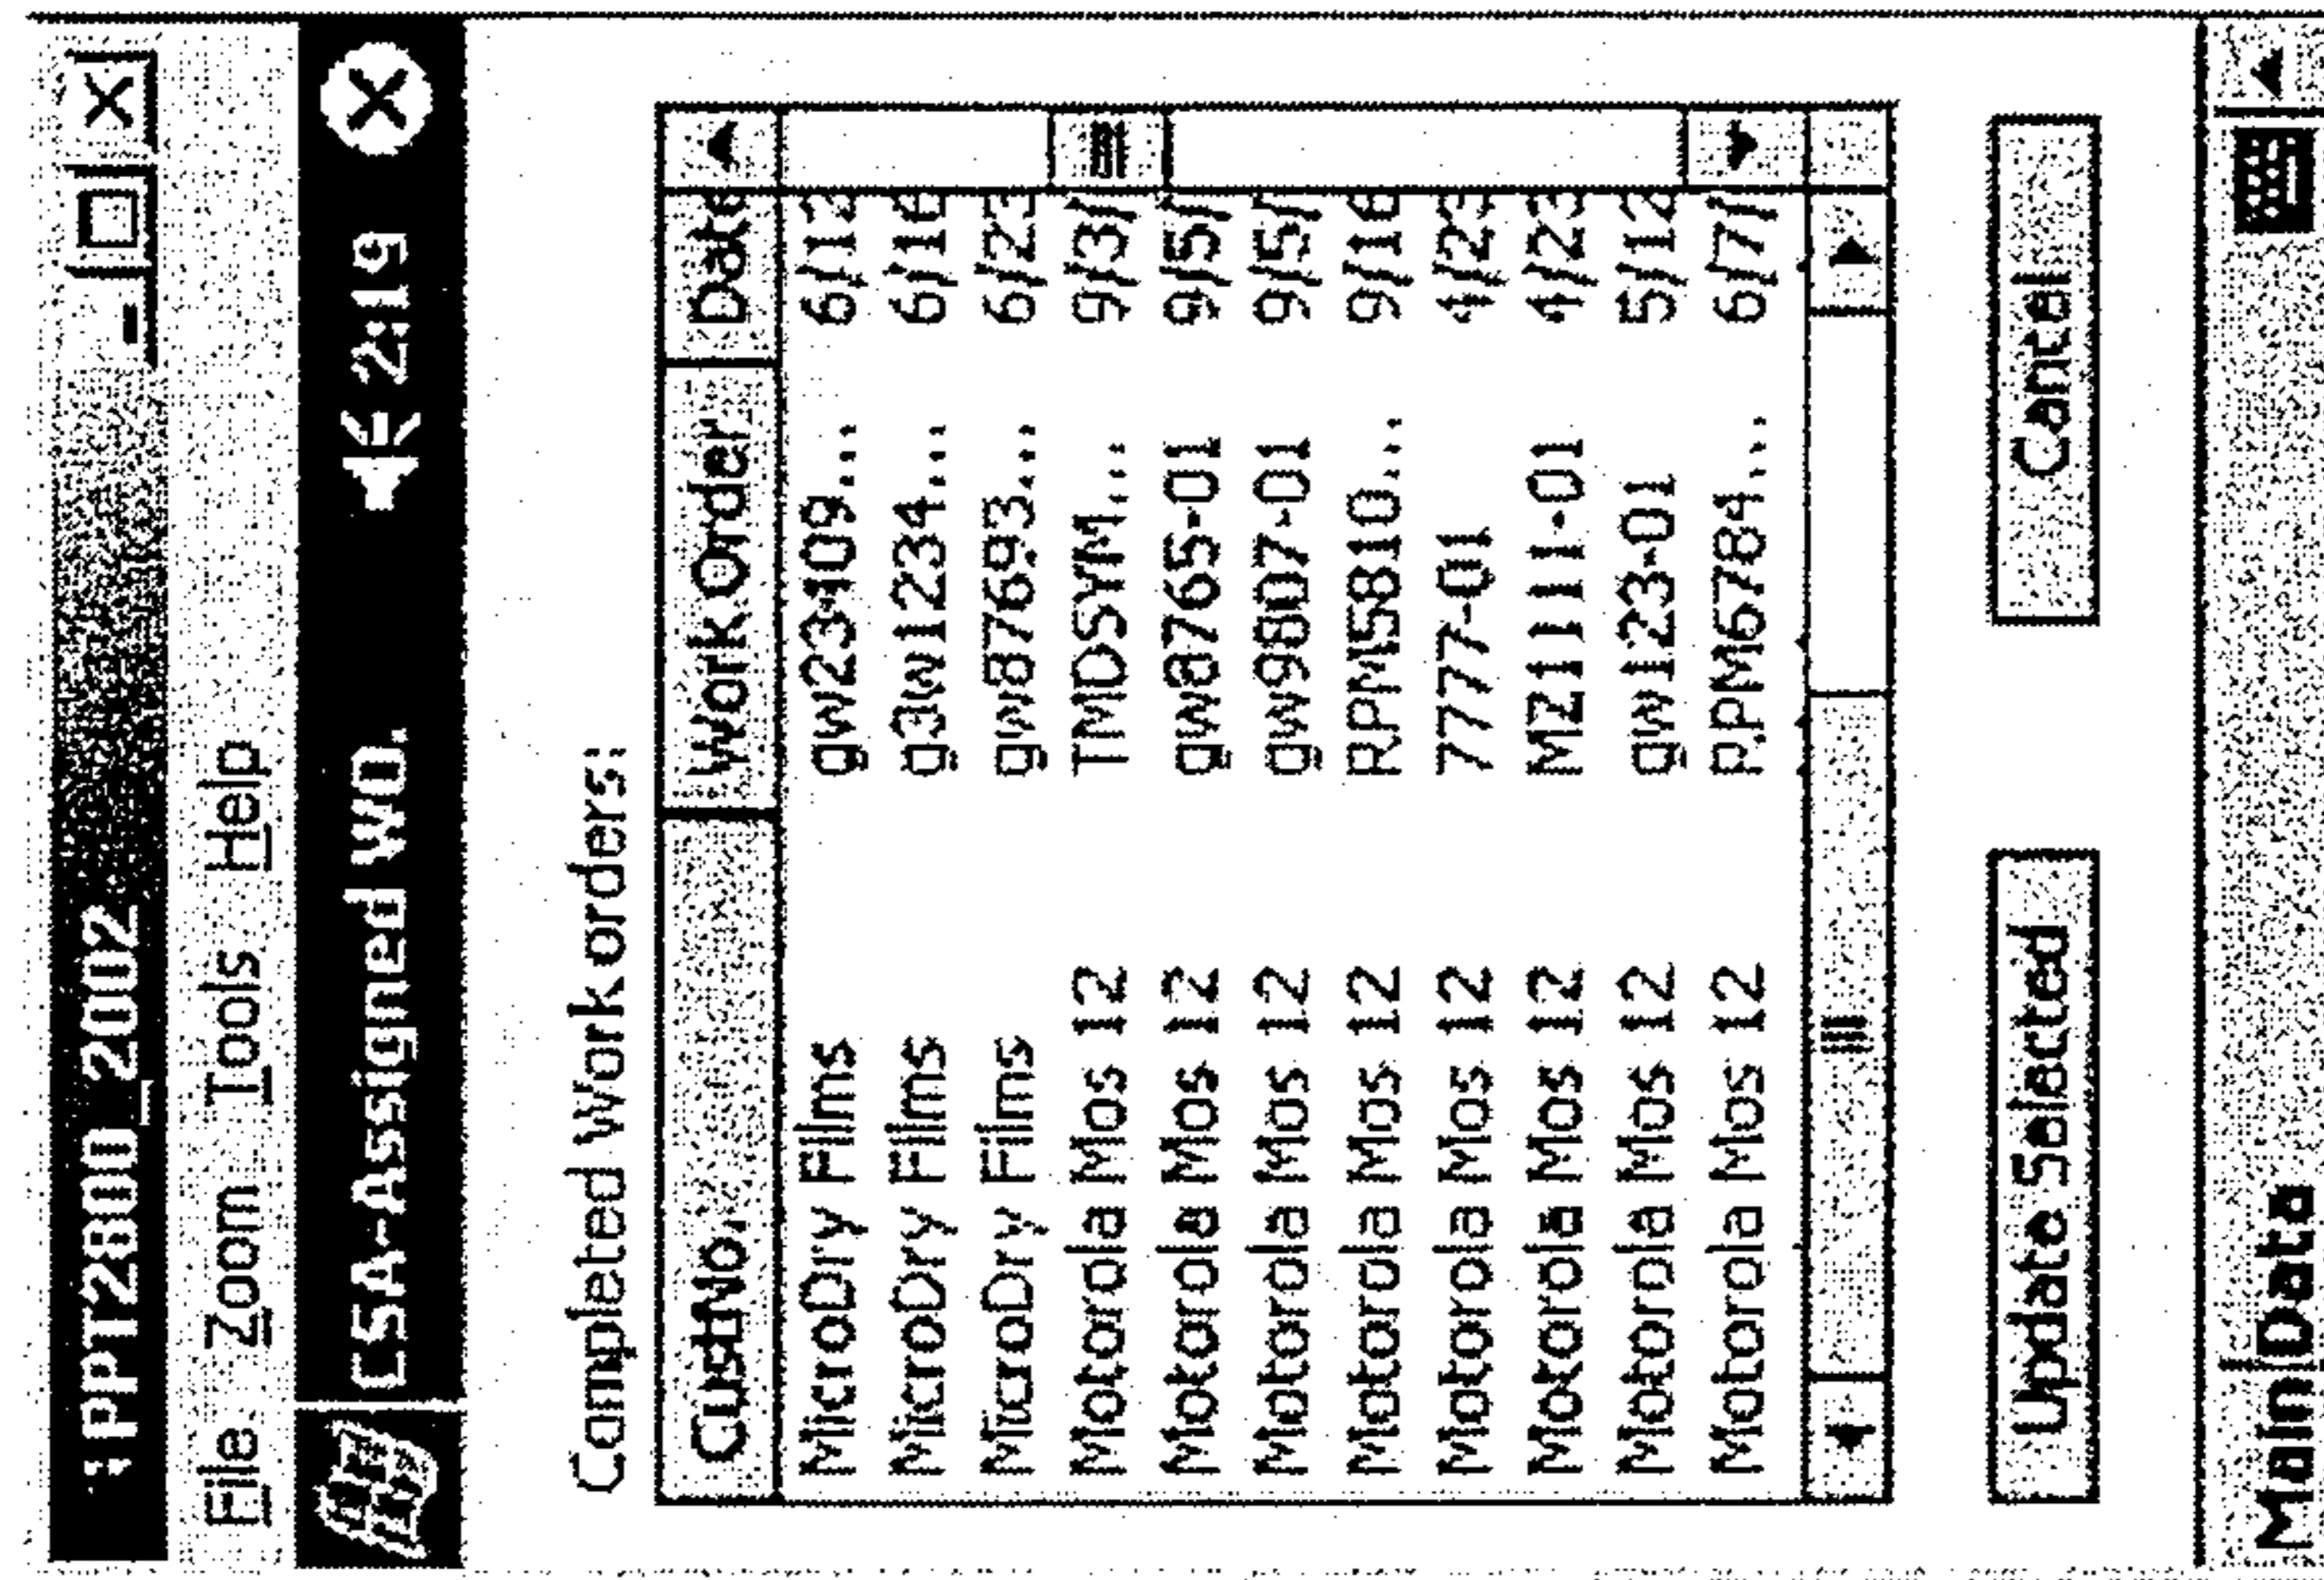 PPT2800_2002
File Zoom Tools Help
CSA-Assigned WO. 2:19
Completed Work orders:
CustNo. Work Order Date
MicroDry Films gw23409... 6/12
MicroDry Films g3w1234... 6/16
MicroDry Films gw87693... 6/23
Motorola Mos 12 TMDSYM... 9/3/
Motorola Mos 12 gw8765-01 9/5/
Motorola Mos 12 gw9807-01 9/5/
Motorola Mos 12 RPM5810... 9/16
Motorola Mos 12 7777-01 4/23
Motorola Mos 12 MZ1111-01 4/23
Motorola Mos 12 gw123-01 5/12
Motorola Mos 12 RPM6784... 6/7/
Update Selected Cancel
Main Data